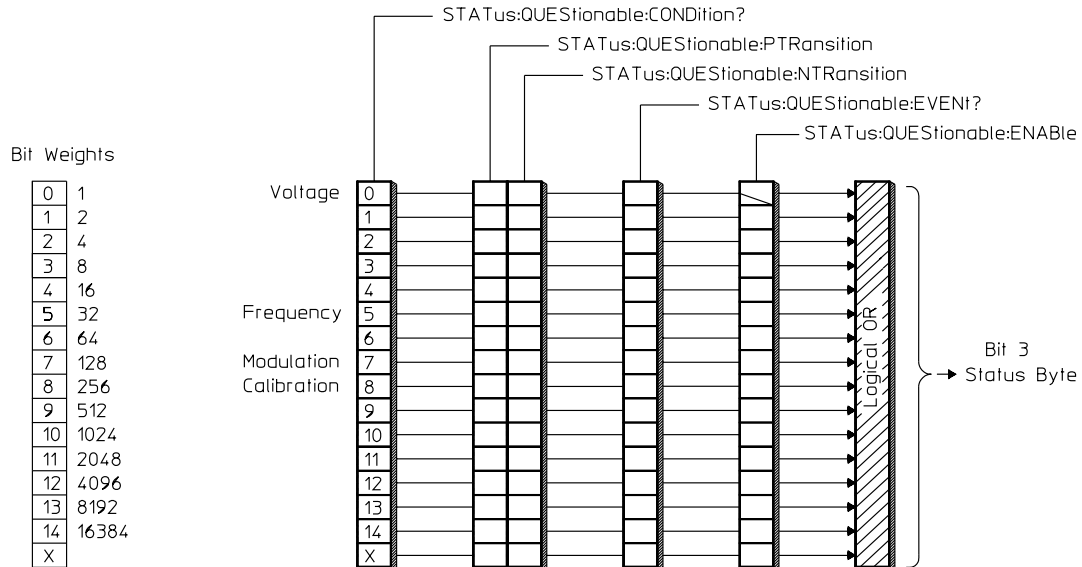 STATus:QUEStionable:CONDition?
STATus:QUEStionable:PTRansition
STATus:QUEStionable:NTRansition
STATus:QUEStionable:EVENt?
STATus:QUEStionable:ENABle
Bit Weights
0 1
1 2
2 4
3 8
4 16
5 32
6 64
7 128
8 256
9 512
10 1024
11 2048
12 4096
13 8192
14 16384
X
Voltage 0
1
2
3
4
Frequency 5
6
Modulation 7
Calibration 8
9
10
11
12
13
14
X
Logical OR
Bit 3
Status Byte